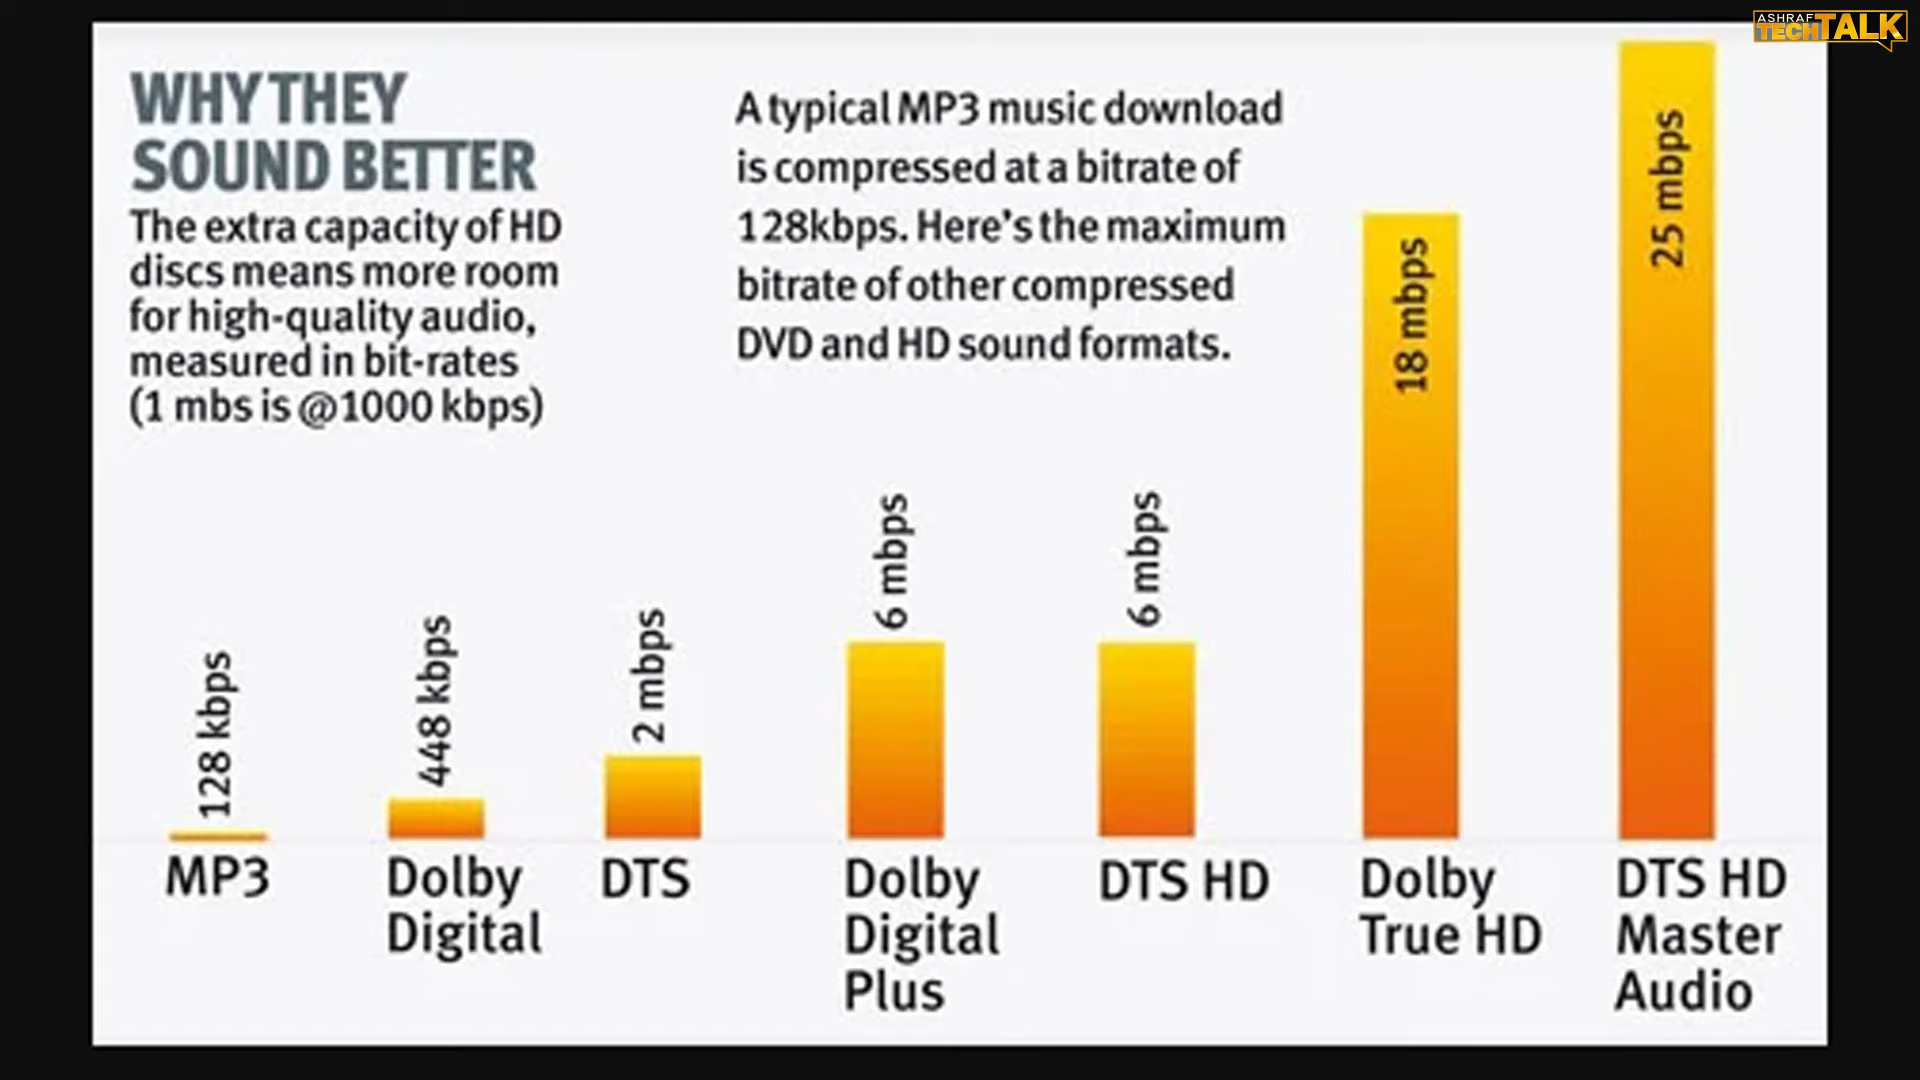 ASHRAF
TECHTALK
WHY THEY
SOUND BETTER
The extra capacity of HD
discs means more room
for high-quality audio,
measured in bit-rates
(1 mbs is @1000 kbps)
A typical MP3 music download
is compressed at a bitrate of
128kbps. Here's the maximum
bitrate of other compressed
DVD and HD sound formats.
128 kbps
448 kbps
2 mbps
6 mbps
6 mbps
18 mbps
25 mbps
MP3
Dolby
Digital
DTS
Dolby
Digital
Plus
DTS HD
Dolby
True HD
DTS HD
Master
Audio